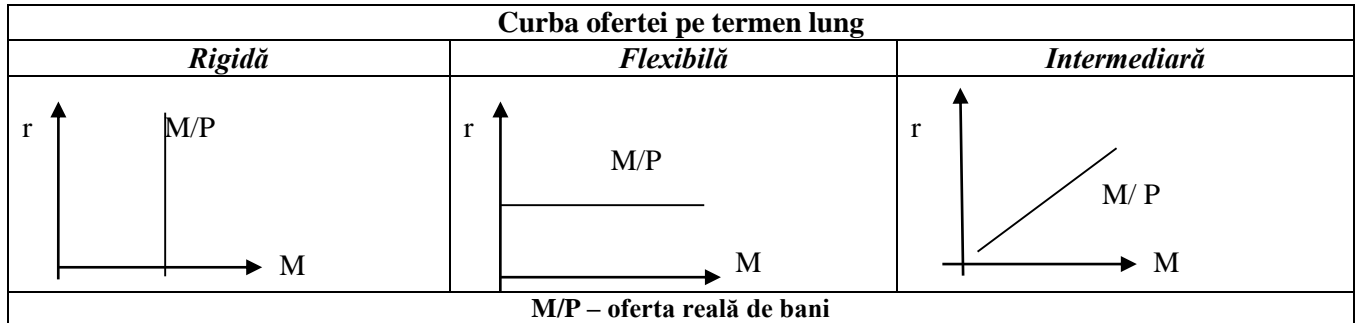 Curba ofertei pe termen lung
Rigidă Flexibilă Intermediară
r M/P r M/P r M/ P
M M M
M/P – oferta reală de bani